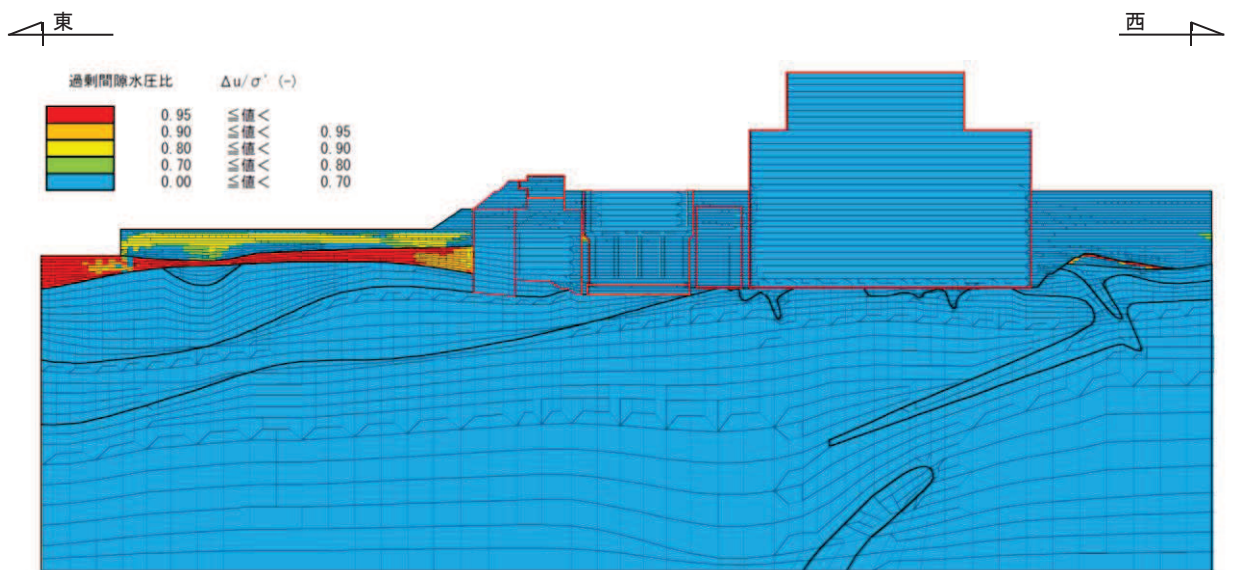 東
西
過剰間隙水圧比 Δu/σ' (-)
0.95 ≦値<
0.90 ≦値< 0.95
0.80 ≦値< 0.90
0.70 ≦値< 0.80
0.00 ≦値< 0.70